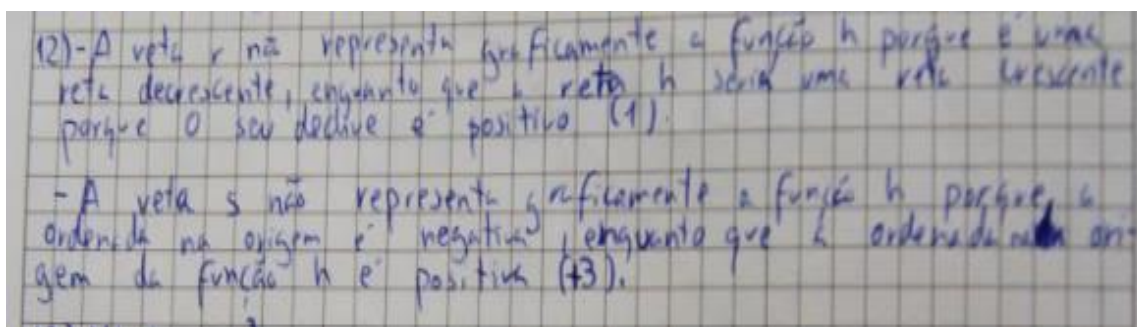 12)-A reta r nã representa graficamente a função h porque é uma
reta decrescente, enquanto que a reta h seria uma reta crescente
porque o seu declive é positivo (1).
- A reta s não representa graficamente a função h porque, a
ordenada na origem é negativa, enquanto que a ordenada na ori-
gem da função h é positiva (+3).